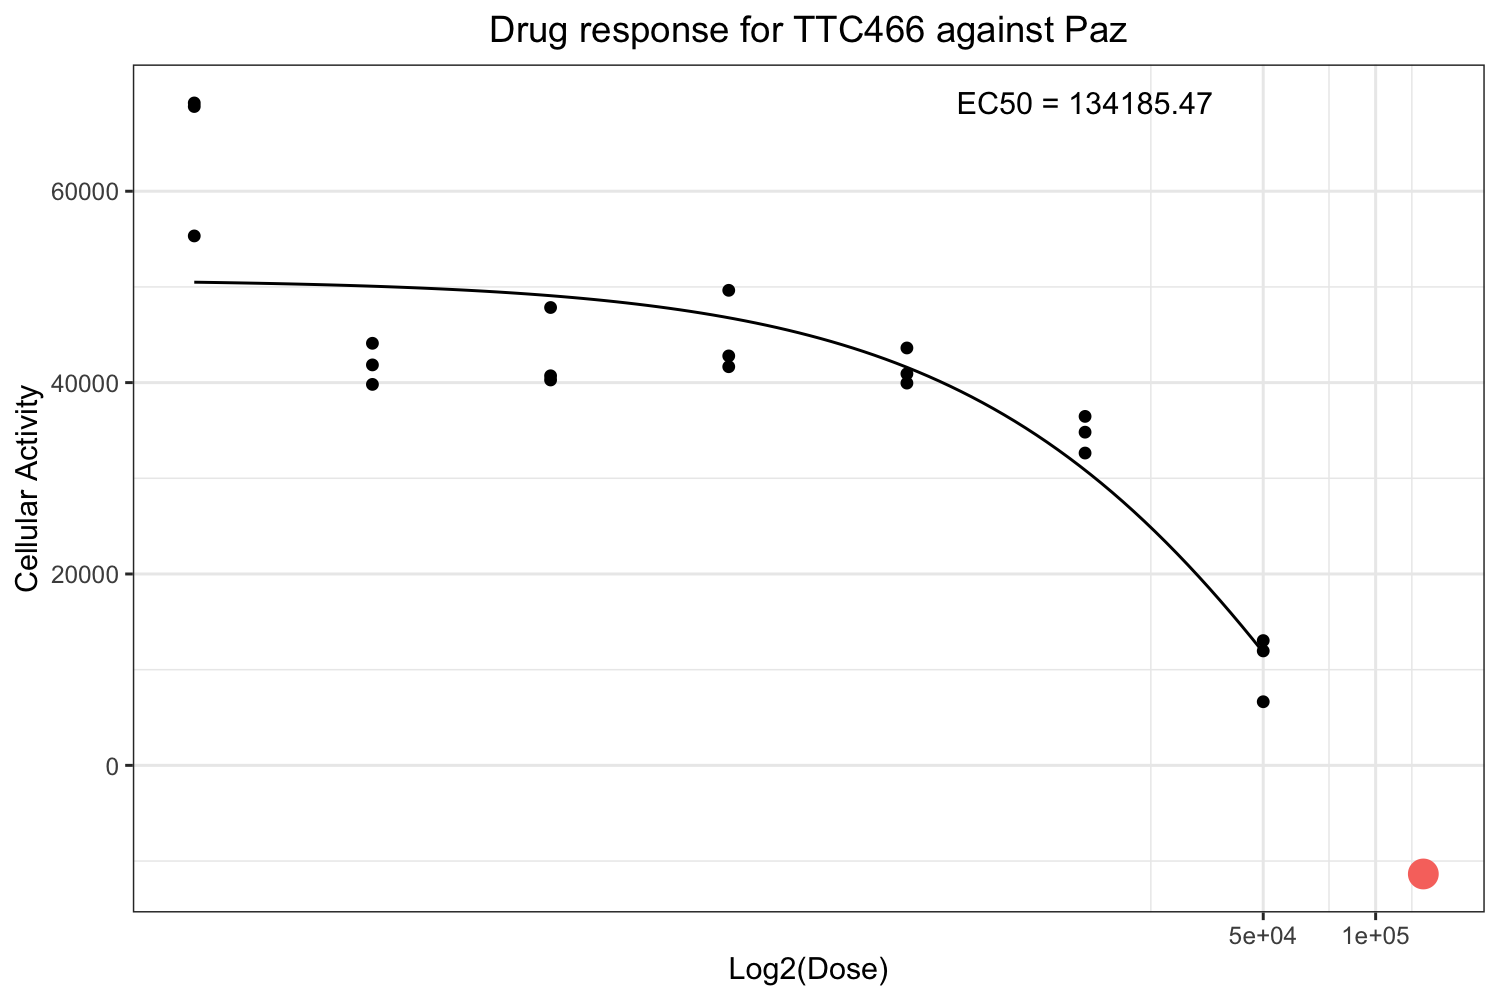 Drug response for TTC466 against Paz
EC50 = 134185.47
60000
40000
20000
0
Cellular Activity
5e+04 1e+05
Log2(Dose)